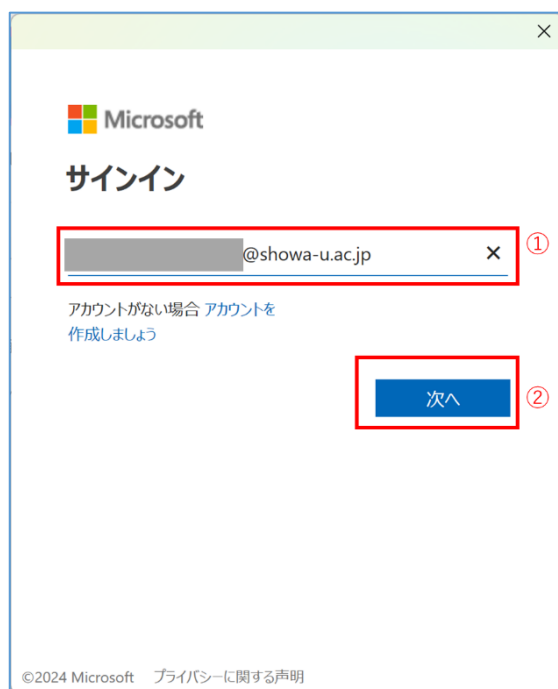 Microsoft
サインイン
@showa-u.ac.jp
①
アカウントがない場合 アカウントを
作成しましょう
次へ
②
©2024 Microsoft プライバシーに関する声明